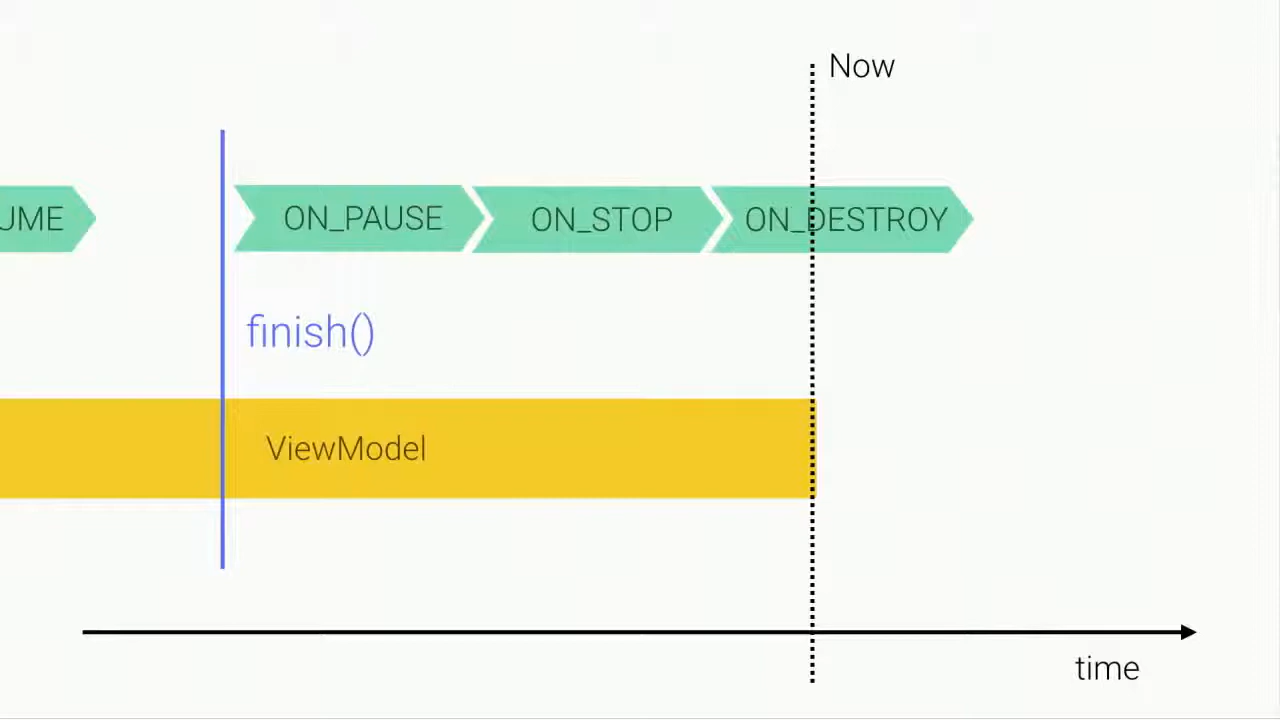 Now
UME
ON_PAUSE
ON_STOP
ON_DESTROY
finish()
ViewModel
time